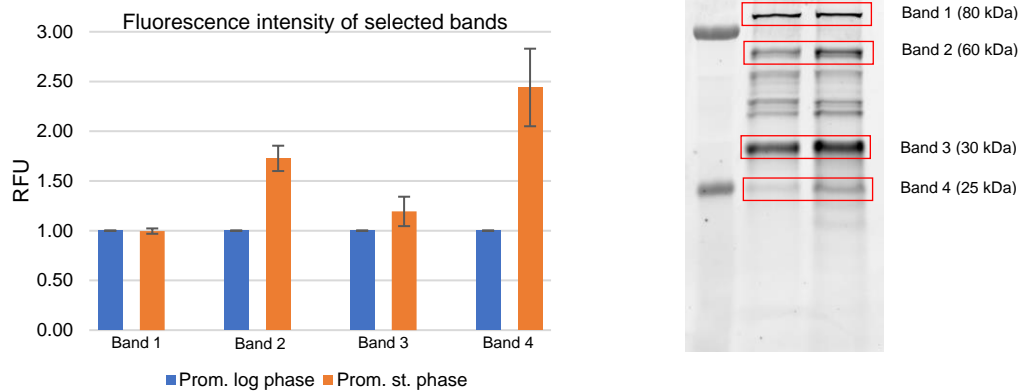 Fluorescence intensity of selected bands
3.00
2.50
2.00
1.50
1.00
0.50
0.00
RFU
Band 1
Band 2
Band 3
Band 4
Prom. log phase
Prom. st. phase
Band 1 (80 kDa)
Band 2 (60 kDa)
Band 3 (30 kDa)
Band 4 (25 kDa)